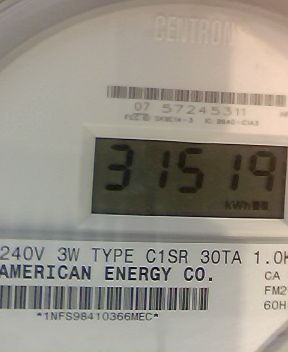 CENTRON
07 57245311
31519
kWh
240V 3W TYPE C1SR 30TA 1.0K
AMERICAN ENERGY CO.
CA
FM2
60H
*1NFS98410366MEC*